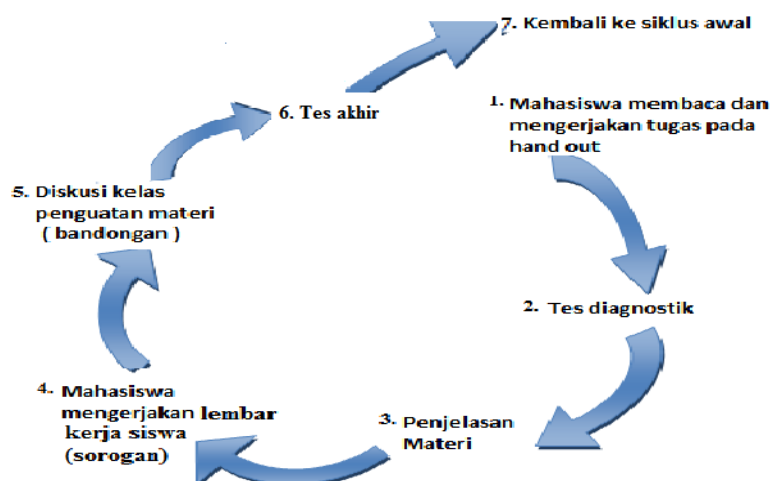 7. Kembali ke siklus awal
1. Mahasiswa membaca dan
mengerjakan tugas pada
hand out
2. Tes diagnostik
3. Penjelasan
Materi
4. Mahasiswa
mengerjakan lembar
kerja siswa
(sorogan)
5. Diskusi kelas
penguatan materi
( bandongan )
6. Tes akhir